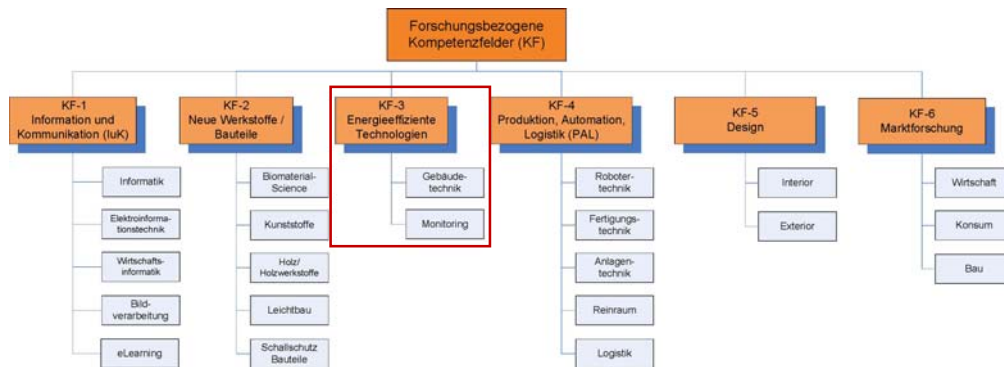 Forschungsbezogene
Kompetenzfelder (KF)
KF-1
Information und
Kommunikation (IuK)
Informatik
Elektroinforma-
tionstechnik
Wirtschafts-
informatik
Bild-
verarbeitung
eLearning
KF-2
Neue Werkstoffe /
Bauteile
Biomaterial-
Science
Kunststoffe
Holz/
Holzwerkstoffe
Leichtbau
Schallschutz
Bauteile
KF-3
Energieeffiziente
Technologien
Gebäude-
technik
Monitoring
KF-4
Produktion, Automation,
Logistik (PAL)
Roboter-
technik
Fertigungs-
technik
Anlagen-
technik
Reinraum
Logistik
KF-5
Design
Interior
Exterior
KF-6
Marktforschung
Wirtschaft
Konsum
Bau